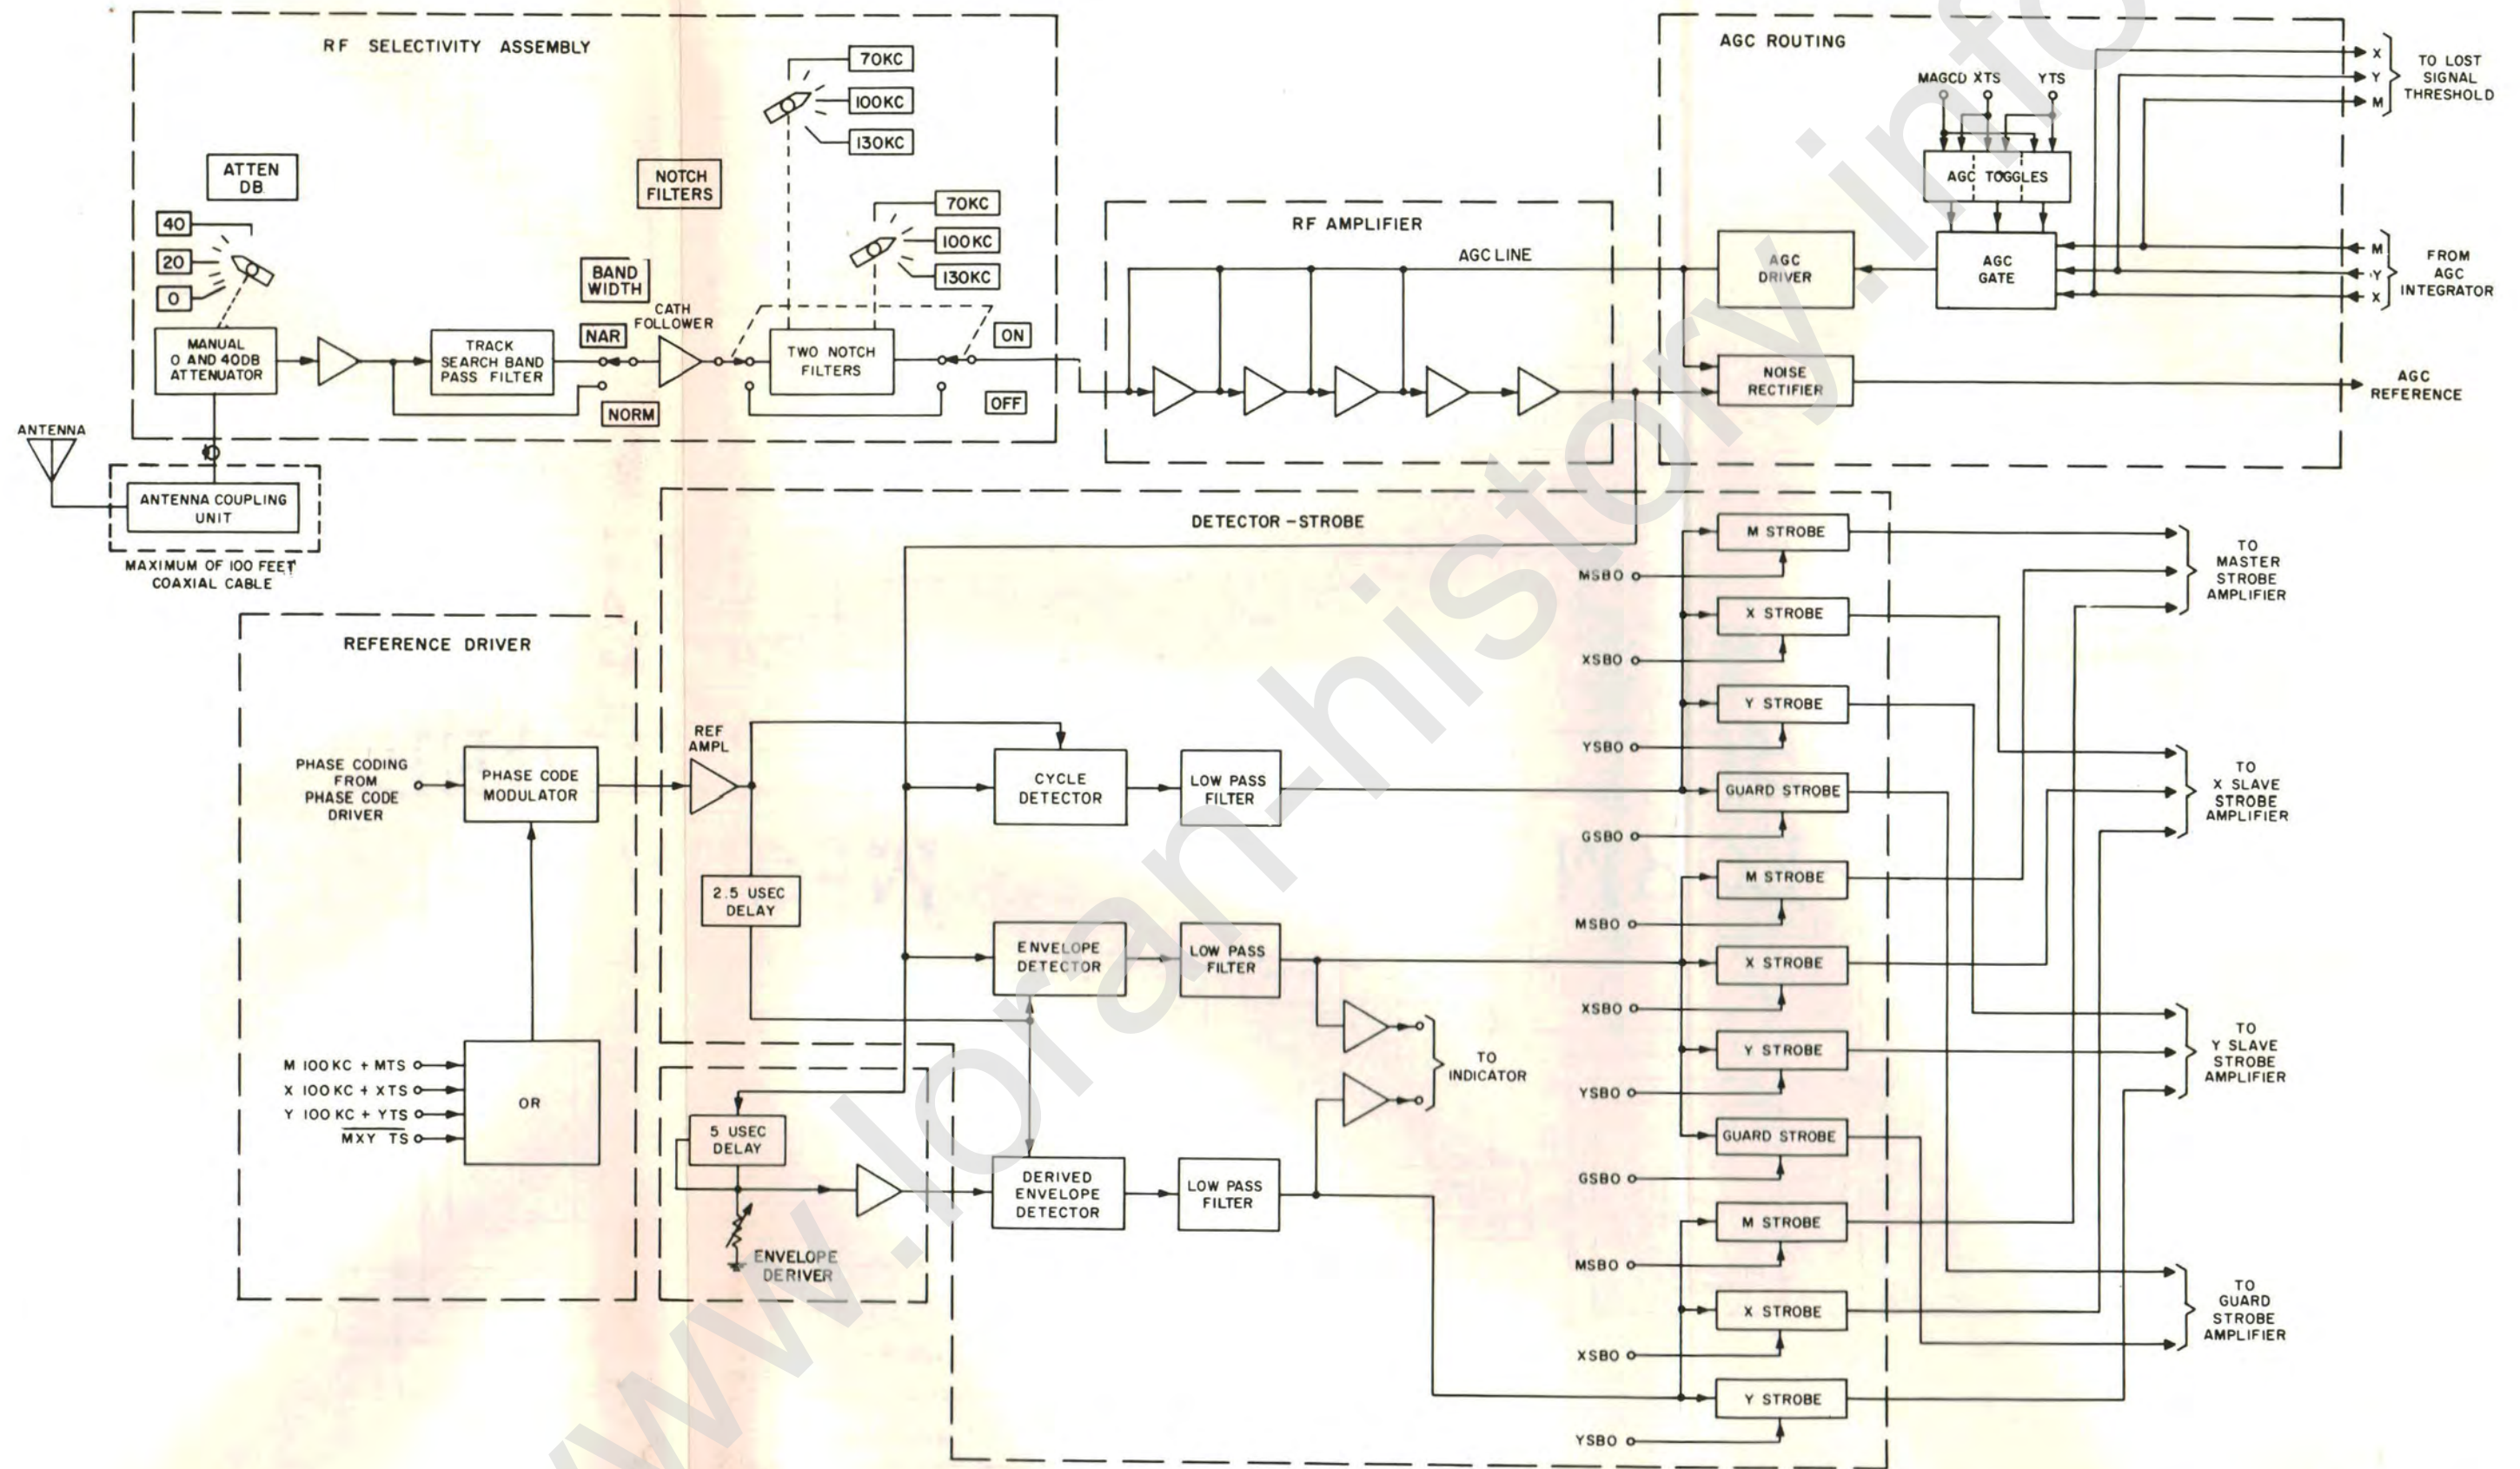 RF SELECTIVITY ASSEMBLY
70KC
100KC
130KC
ATTEN
DB
40
20
0
NOTCH
FILTERS
70KC
100KC
130KC
BAND
WIDTH
CATH
FOLLOWER
NAR
NORM
MANUAL
0 AND 40DB
ATTENUATOR
TRACK
SEARCH BAND
PASS FILTER
TWO NOTCH
FILTERS
ON
OFF
ANTENNA
ANTENNA COUPLING
UNIT
MAXIMUM OF 100 FEET
COAXIAL CABLE
RF AMPLIFIER
AGC LINE
AGC ROUTING
MAGCD XTS YTS
AGC TOGGLES
AGC
DRIVER
AGC
GATE
NOISE
RECTIFIER
X
Y
M
TO LOST
SIGNAL
THRESHOLD
M
Y
X
FROM
AGC
INTEGRATOR
AGC
REFERENCE
REFERENCE DRIVER
PHASE CODING
FROM
PHASE CODE
DRIVER
PHASE CODE
MODULATOR
M 100KC + MTS
X 100KC + XTS
Y 100KC + YTS
MXY TS
OR
DETECTOR - STROBE
REF
AMPL
2.5 USEC
DELAY
CYCLE
DETECTOR
LOW PASS
FILTER
ENVELOPE
DETECTOR
LOW PASS
FILTER
5 USEC
DELAY
ENVELOPE
DERIVER
DERIVED
ENVELOPE
DETECTOR
LOW PASS
FILTER
TO
INDICATOR
M STROBE
MSBO
X STROBE
XSBO
Y STROBE
YSBO
GUARD STROBE
GSBO
M STROBE
MSBO
X STROBE
XSBO
Y STROBE
YSBO
GUARD STROBE
GSBO
M STROBE
MSBO
X STROBE
XSBO
Y STROBE
YSBO
TO
MASTER
STROBE
AMPLIFIER
TO
X SLAVE
STROBE
AMPLIFIER
TO
Y SLAVE
STROBE
AMPLIFIER
TO
GUARD
STROBE
AMPLIFIER
www.loran-history.info